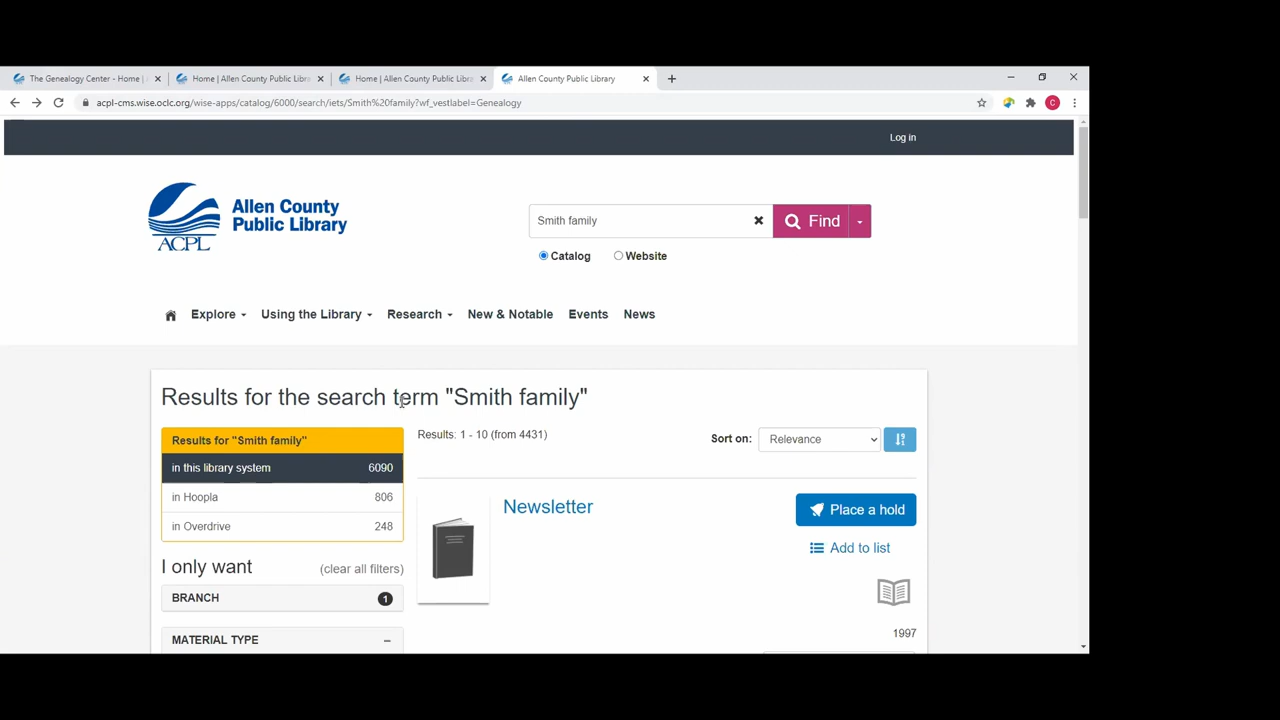 The Genealogy Center - Home |
Home | Allen County Public Libra
Home | Allen County Public Libra
Allen County Public Library
acpl-cms.wise.oclc.org/wise-apps/catalog/6000/search/iets/Smith%20family?wf_vestlabel=Genealogy
C
Log in
Allen County
Public Library
ACPL
Smith family
Find
Catalog
Website
Explore
Using the Library
Research
New & Notable
Events
News
Results for the search term "Smith family"
Results for "Smith family"
in this library system 6090
in Hoopla 806
in Overdrive 248
I only want (clear all filters)
BRANCH 1
MATERIAL TYPE
Results: 1 - 10 (from 4431)
Sort on: Relevance
Newsletter
Place a hold
Add to list
1997